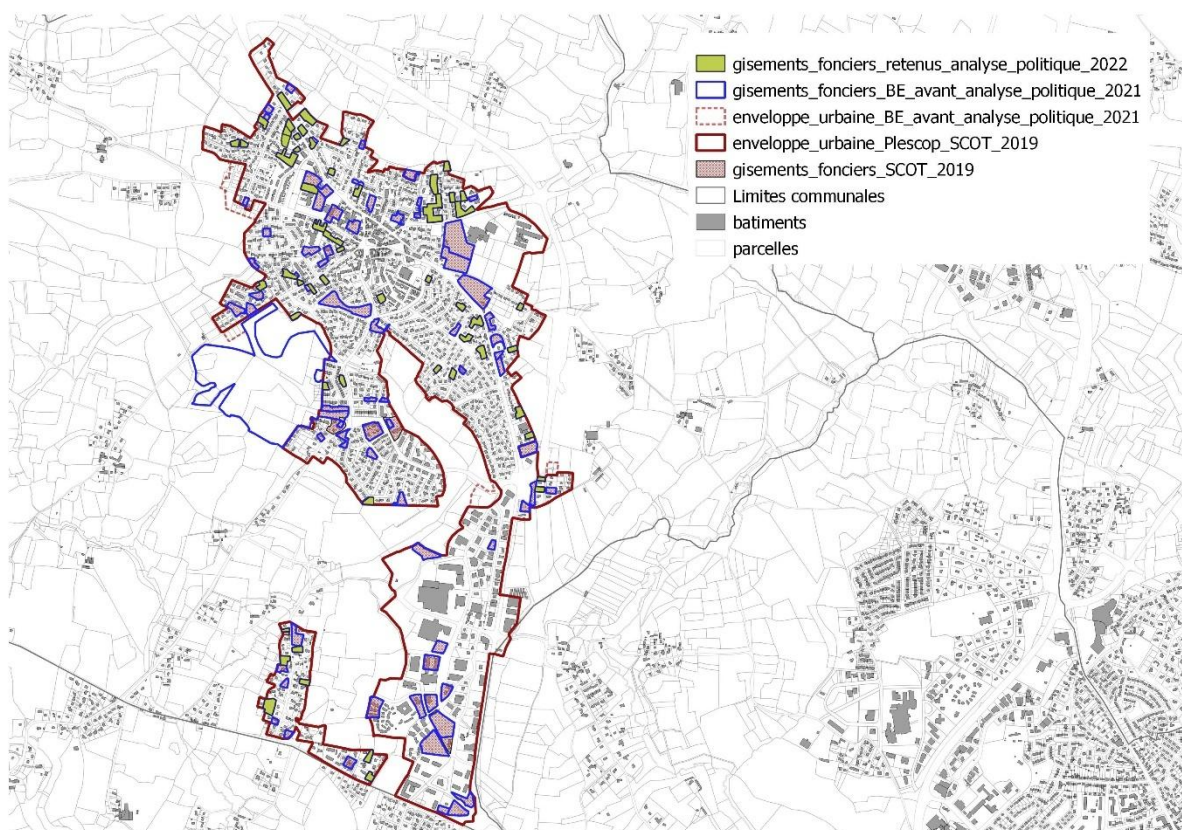 gisements_fonciers_retenus_analyse_politique_2022
gisements_fonciers_BE_avant_analyse_politique_2021
enveloppe_urbaine_BE_avant_analyse_politique_2021
enveloppe_urbaine_Plescop_SCOT_2019
gisements_fonciers_SCOT_2019
Limites communales
batiments
parcelles